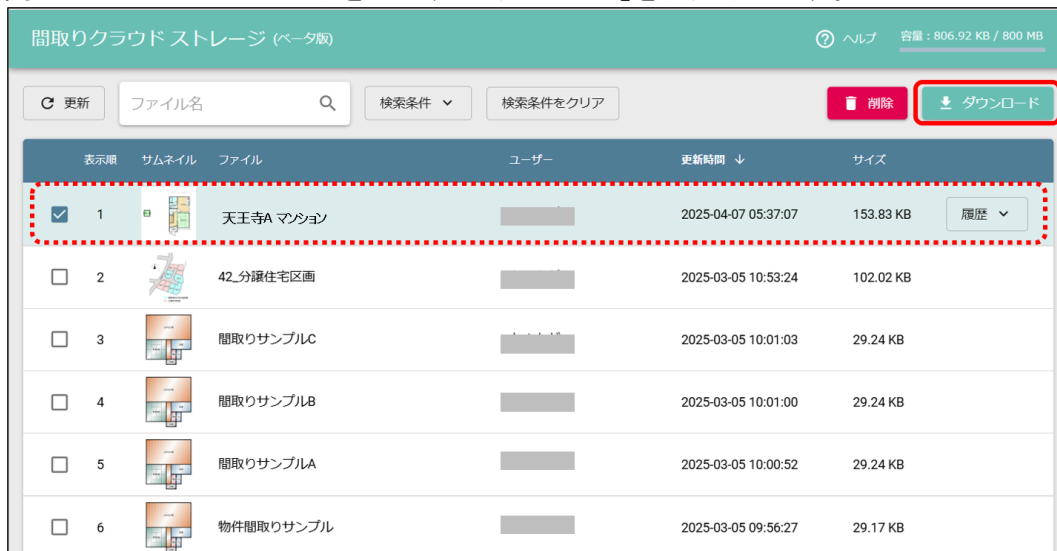 間取りクラウド ストレージ (ベータ版) ヘルプ 容量 : 806.92 KB / 800 MB
更新 ファイル名 検索条件 検索条件をクリア 削除 ダウンロード
表示順 サムネイル ファイル ユーザー 更新時間 ↓ サイズ
1 天王寺A マンション 2025-04-07 05:37:07 153.83 KB 履歴
2 42_分譲住宅区画 2025-03-05 10:53:24 102.02 KB
3 間取りサンプルC 2025-03-05 10:01:03 29.24 KB
4 間取りサンプルB 2025-03-05 10:01:00 29.24 KB
5 間取りサンプルA 2025-03-05 10:00:52 29.24 KB
6 物件間取りサンプル 2025-03-05 09:56:27 29.17 KB